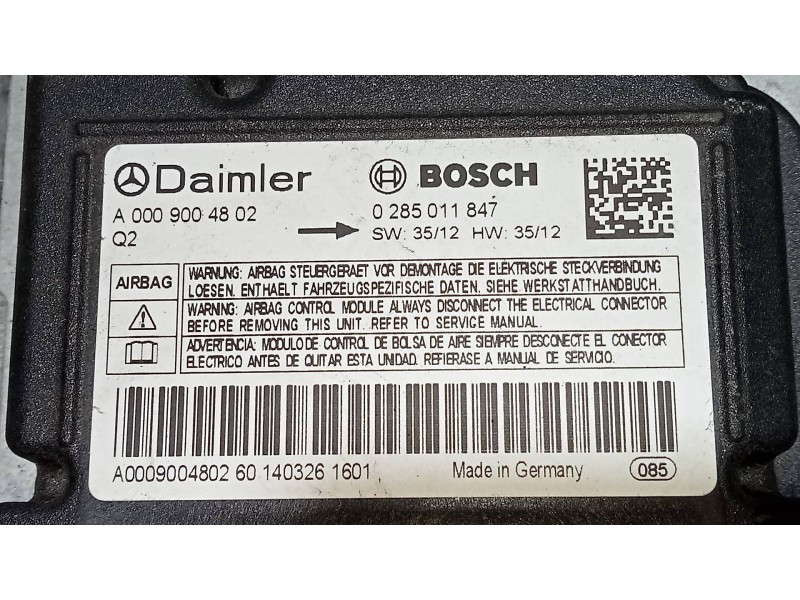 Daimler BOSCH
A 000 900 48 02 0 285 011 847
Q2 SW: 35/12 HW: 35/12
AIRBAG
WARNUNG: AIRBAG STEUERGERAET VOR DEMONTAGE DIE ELEKTRISCHE STECKVERBINDUNG
LOESEN. ENTHAELT FAHRZEUGSPEZIFISCHE DATEN. SIEHE WERKSTATTHANDBUCH.
WARNING: AIRBAG CONTROL MODULE ALWAYS DISCONNECT THE ELECTRICAL CONNECTOR
BEFORE REMOVING THIS UNIT. REFER TO SERVICE MANUAL.
ADVERTENCIA: MODULO DE CONTROL DE BOLSA DE AIRE SIEMPRE DESCONECTE EL CONECTOR
ELECTRICO ANTES DE QUITAR ESTA UNIDAD. REFIERASE A MANUAL DE SERVICIO.
A0009004802 60 140326 1601 Made in Germany 085